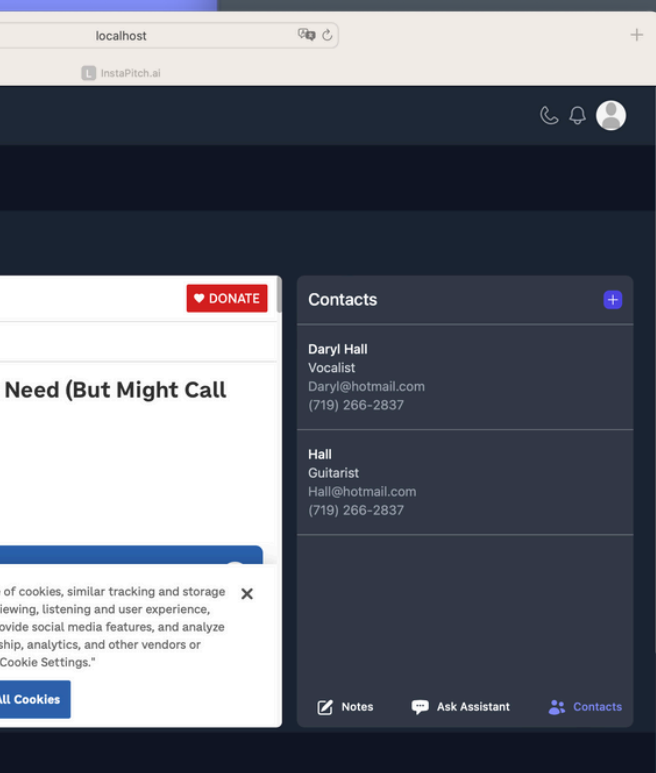 localhost
L InstaPitch.ai
DONATE
Need (But Might Call
of cookies, similar tracking and storage
iewing, listening and user experience,
ovide social media features, and analyze
ship, analytics, and other vendors or
Cookie Settings."
All Cookies
Contacts
Daryl Hall
Vocalist
Daryl@hotmail.com
(719) 266-2837
Hall
Guitarist
Hall@hotmail.com
(719) 266-2837
Notes
Ask Assistant
Contacts